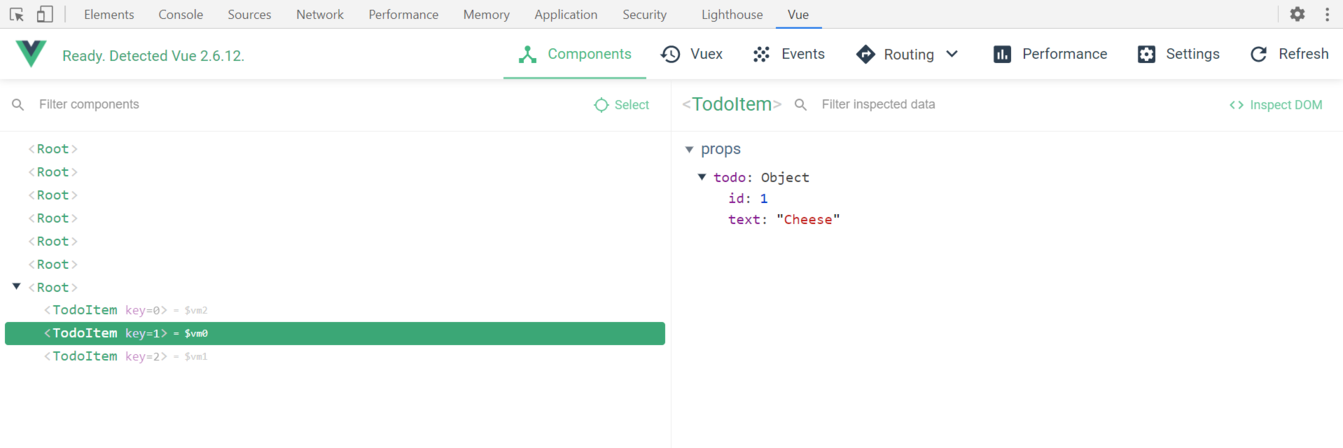 Elements Console Sources Network Performance Memory Application Security Lighthouse Vue
Ready. Detected Vue 2.6.12. Components Vuex Events Routing Performance Settings Refresh
Filter components Select
<TodoItem> Filter inspected data Inspect DOM
<Root>
<Root>
<Root>
<Root>
<Root>
<Root>
<Root>
<TodoItem key=0> = $vm2
<TodoItem key=1> = $vm0
<TodoItem key=2> = $vm1
props
todo: Object
id: 1
text: "Cheese"